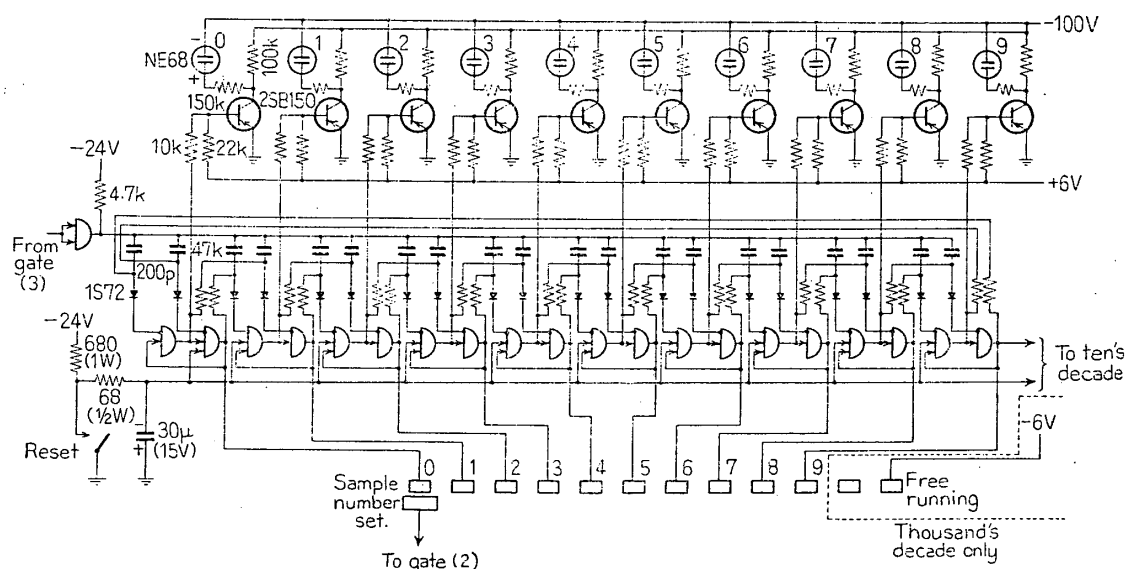 -100V
0 1 2 3 4 5 6 7 8 9
-
NE68
+
100k
150k
2SB150
10k
22k
-24V
+6V
4.7k
From
gate
(3)
47k
200p
1S72
-24V
680
(1W)
68
(½W)
Reset
-
+
30μ
(15V)
To ten's
decade
-6V
0 1 2 3 4 5 6 7 8 9
Sample
number
set.
Free
running
Thousand's
decade only
To gate (2)